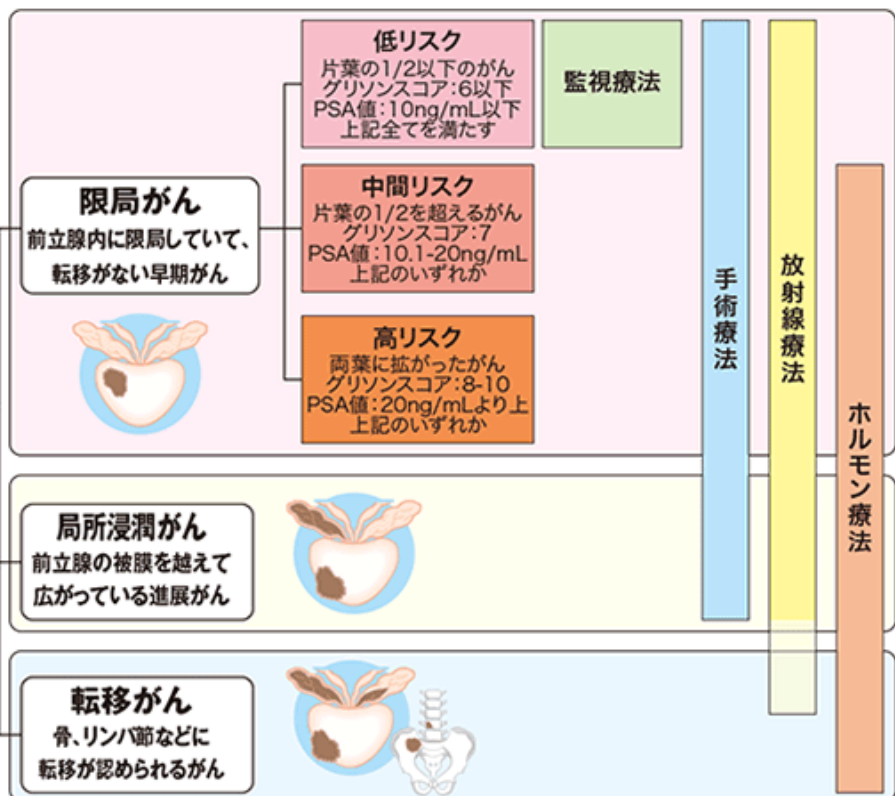 低リスク
片葉の1/2以下のがん
グリソンスコア:6以下
PSA値:10ng/mL以下
上記全てを満たす
監視療法
限局がん
前立腺内に限局していて、
転移がない早期がん
中間リスク
片葉の1/2を超えるがん
グリソンスコア:7
PSA値:10.1-20ng/mL
上記のいずれか
高リスク
両葉に拡がったがん
グリソンスコア:8-10
PSA値:20ng/mLより上
上記のいずれか
手術療法
放射線療法
ホルモン療法
局所浸潤がん
前立腺の被膜を越えて
広がっている進展がん
転移がん
骨、リンパ節などに
転移が認められるがん